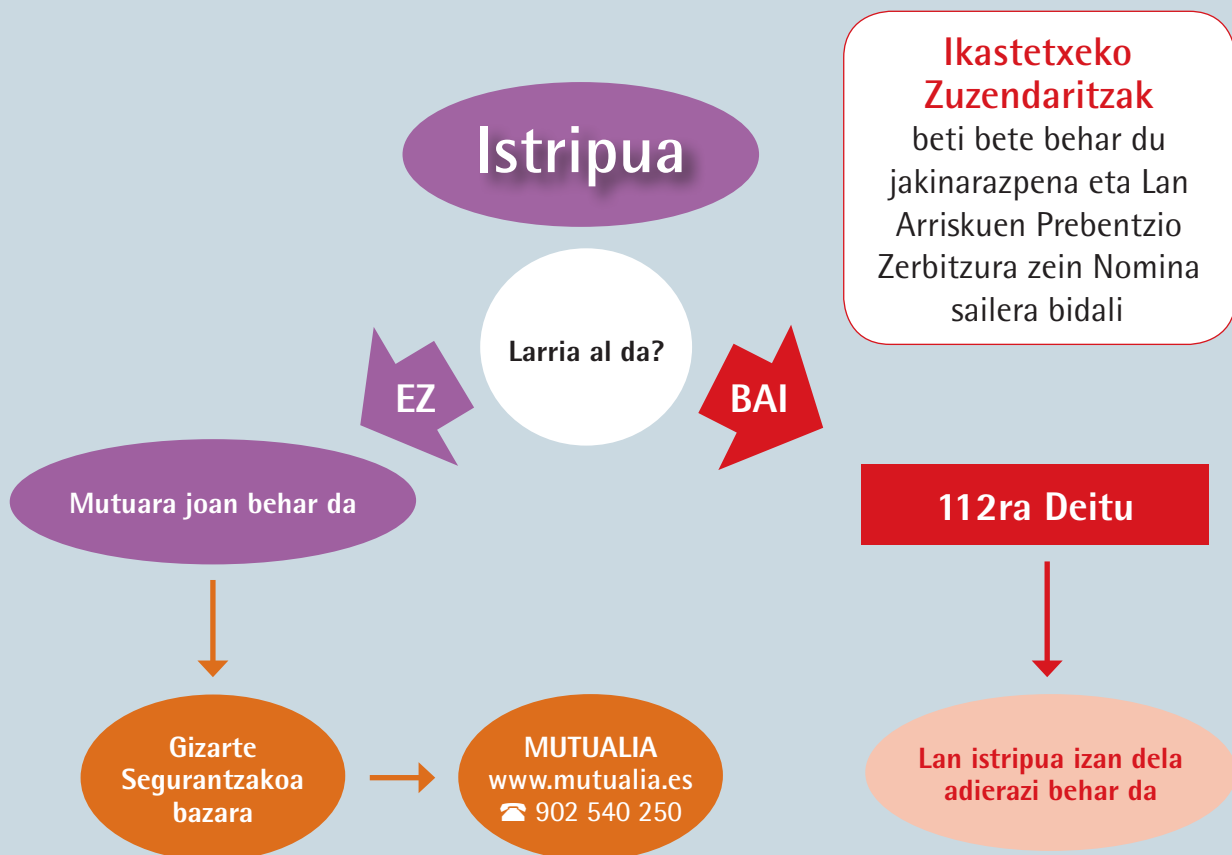 Istripua
Ikastetxeko
Zuzendaritzak
beti bete behar du
jakinarazpena eta Lan
Arriskuen Prebentzio
Zerbitzura zein Nomina
sailera bidali
Larria al da?
EZ
BAI
Mutuara joan behar da
112ra Deitu
Gizarte
Segurantzakoa
bazara
MUTUALIA
www.mutualia.es
☎ 902 540 250
Lan istripua izan dela
adierazi behar da